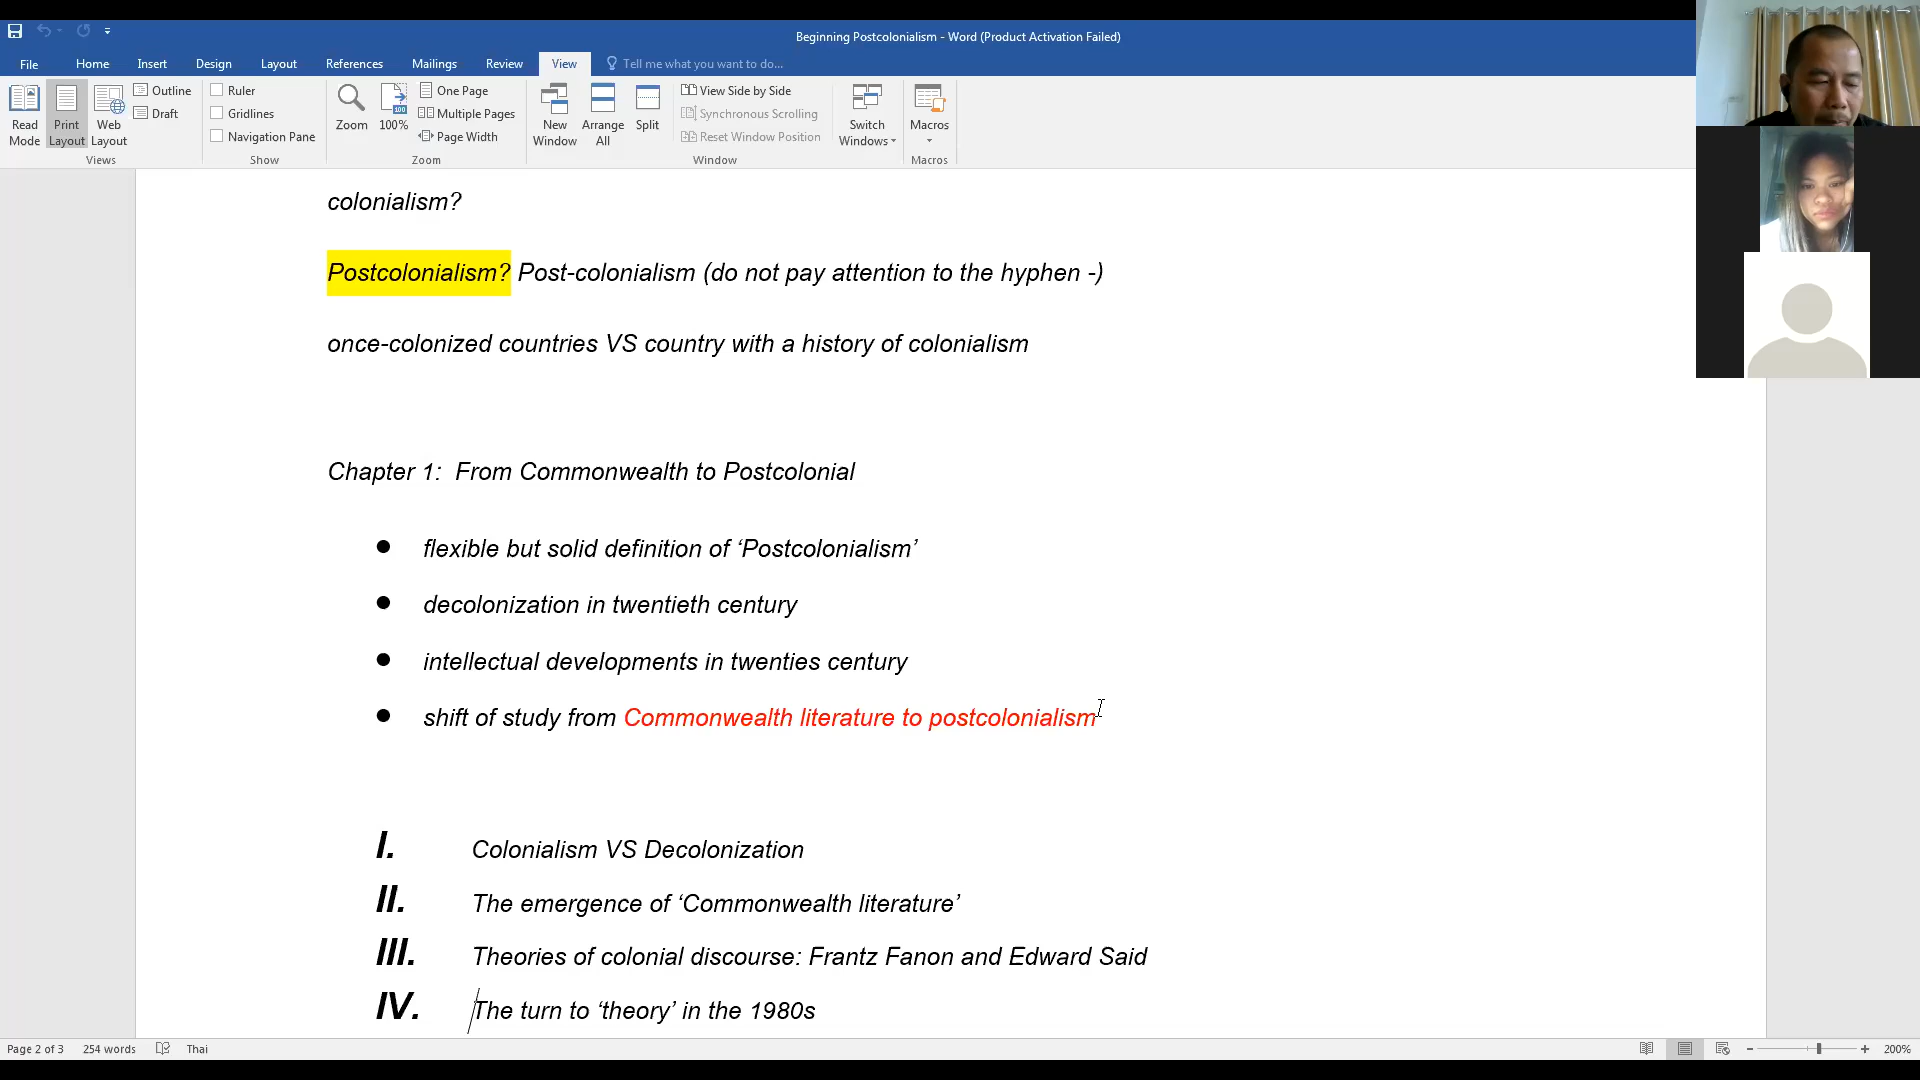 Beginning Postcolonialism - Word (Product Activation Failed)
File Home Insert Design Layout References Mailings Review View Tell me what you want to do...
Read Mode
Print Layout
Web Layout
Outline
Draft
Views
Ruler
Gridlines
Navigation Pane
Show
Zoom
100
100%
One Page
Multiple Pages
Page Width
Zoom
New Window
Arrange All
Split
View Side by Side
Synchronous Scrolling
Reset Window Position
Window
Switch Windows
Macros
Macros
colonialism?
Postcolonialism? Post-colonialism (do not pay attention to the hyphen -)
once-colonized countries VS country with a history of colonialism
Chapter 1: From Commonwealth to Postcolonial
● flexible but solid definition of ‘Postcolonialism’
● decolonization in twentieth century
● intellectual developments in twenties century
● shift of study from Commonwealth literature to postcolonialism
I. Colonialism VS Decolonization
II. The emergence of ‘Commonwealth literature’
III. Theories of colonial discourse: Frantz Fanon and Edward Said
IV. The turn to ‘theory’ in the 1980s
Page 2 of 3 254 words Thai 200%